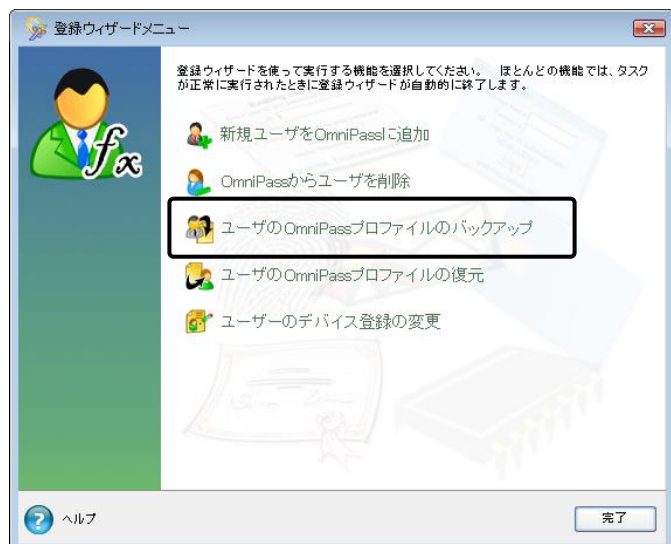 登録ウィザードメニュー
登録ウィザードを使って実行する機能を選択してください。 ほとんどの機能では、タスク
が正常に実行されたときに登録ウィザードが自動的に終了します。
新規ユーザをOmniPassに追加
OmniPassからユーザを削除
ユーザのOmniPassプロファイルのバックアップ
ユーザのOmniPassプロファイルの復元
ユーザーのデバイス登録の変更
fx
ヘルプ
完了